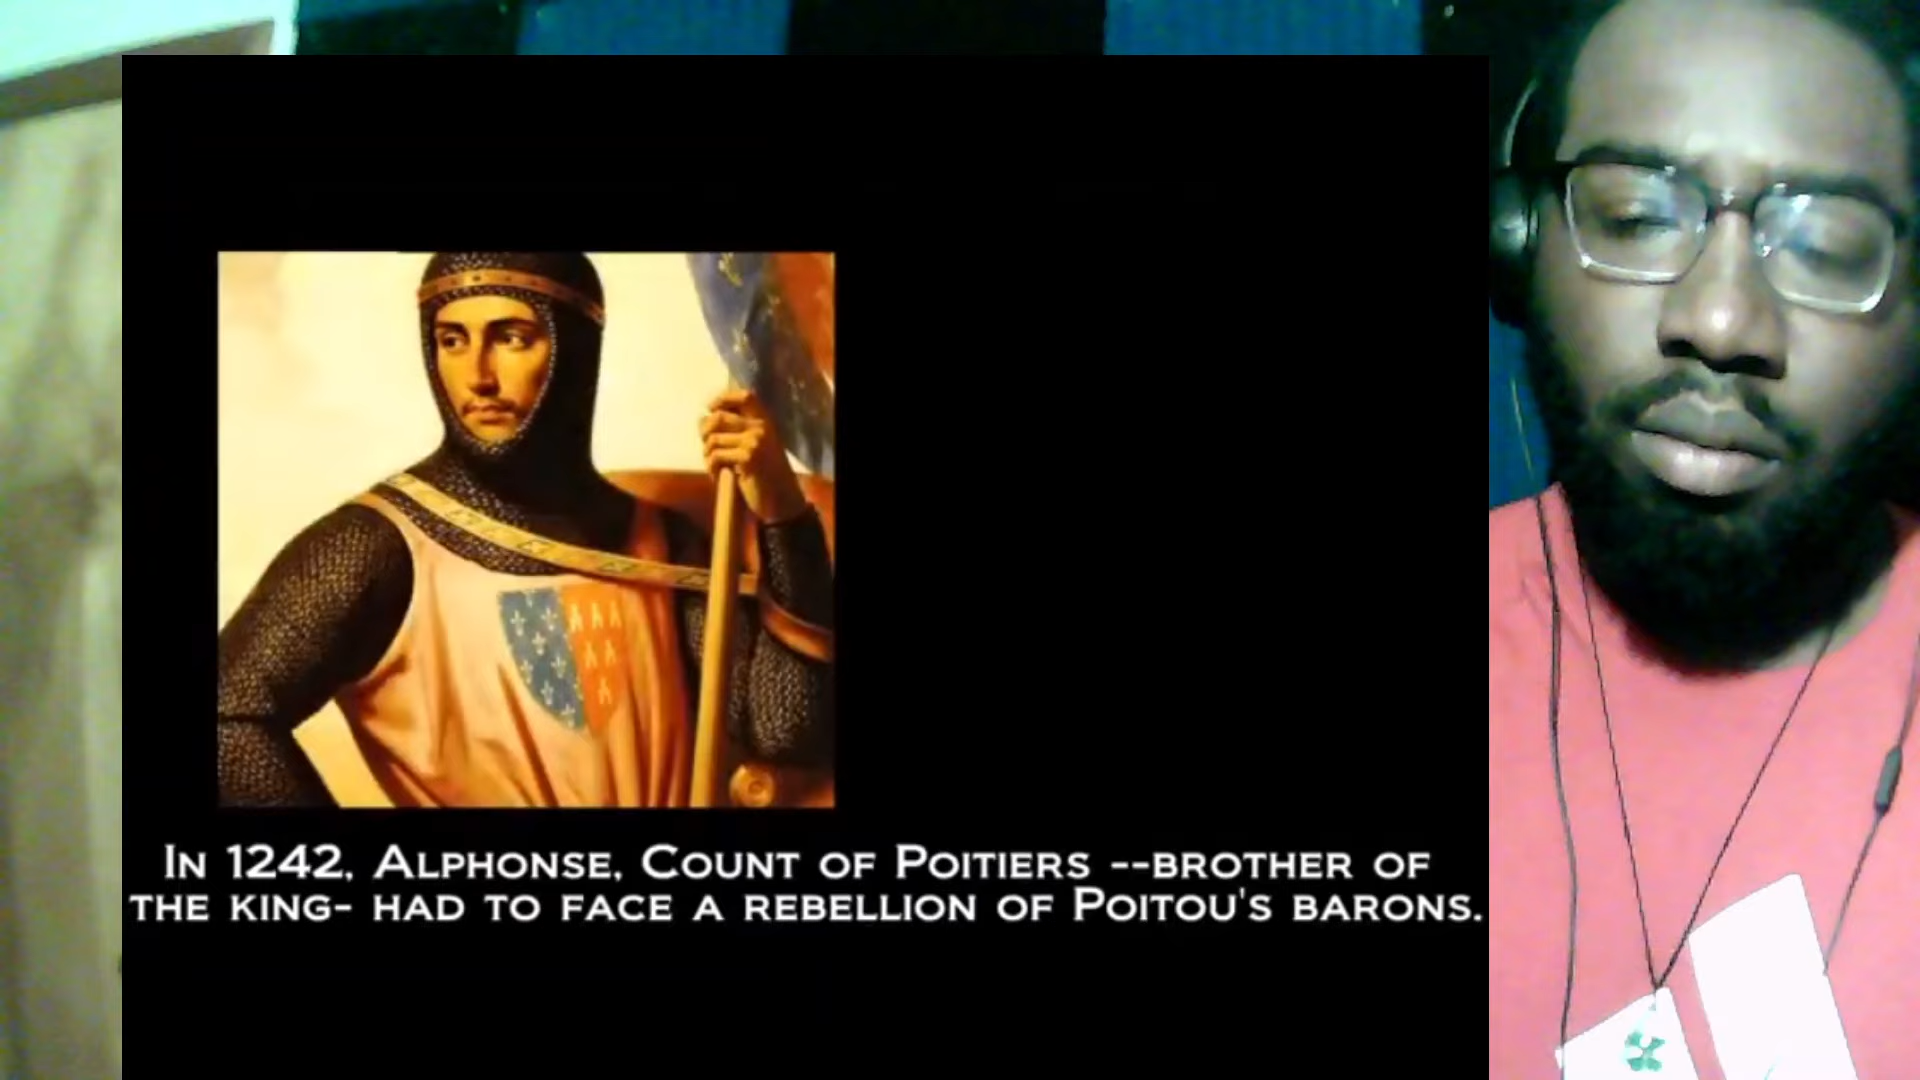 In 1242, Alphonse, Count of Poitiers --brother of
the king- had to face a rebellion of Poitou's barons.